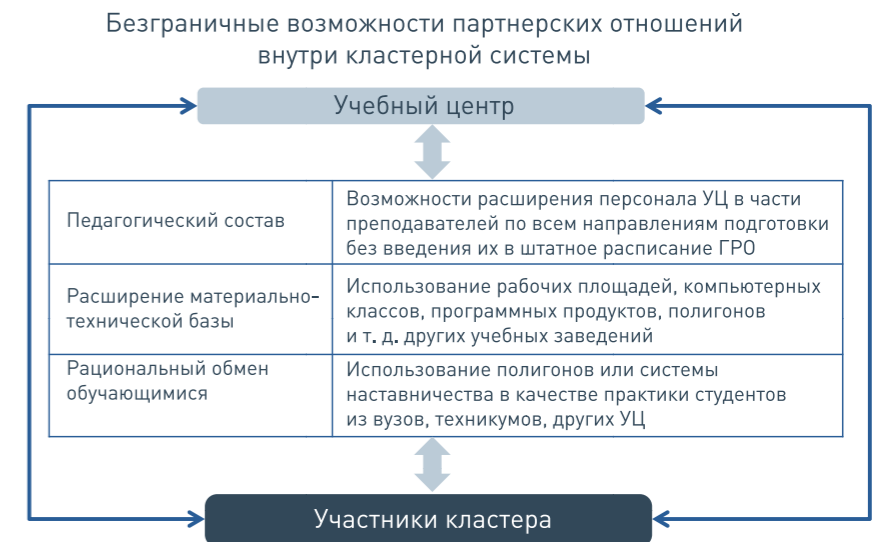 Безграничные возможности партнерских отношений
внутри кластерной системы
Учебный центр
Педагогический состав
Возможности расширения персонала УЦ в части
преподавателей по всем направлениям подготовки
без введения их в штатное расписание ГРО
Расширение материально-
технической базы
Использование рабочих площадей, компьютерных
классов, программных продуктов, полигонов
и т. д. других учебных заведений
Рациональный обмен
обучающимися
Использование полигонов или системы
наставничества в качестве практики студентов
из вузов, техникумов, других УЦ
Участники кластера